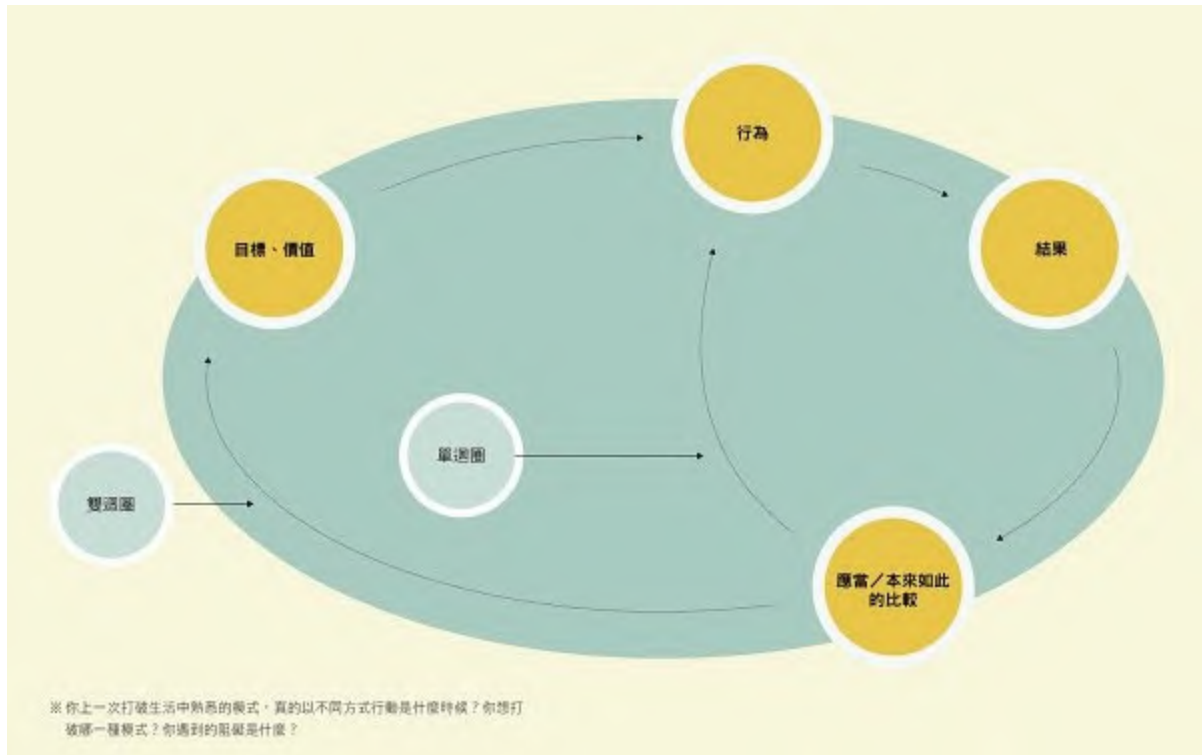 行為
目標、價值
結果
單迴圈
雙迴圈
應當／本來如此
的比較
※ 你上一次打破生活中熟悉的模式，真的以不同方式行動是什麼時候？你想打
破哪一種模式？你遇到的阻礙是什麼？